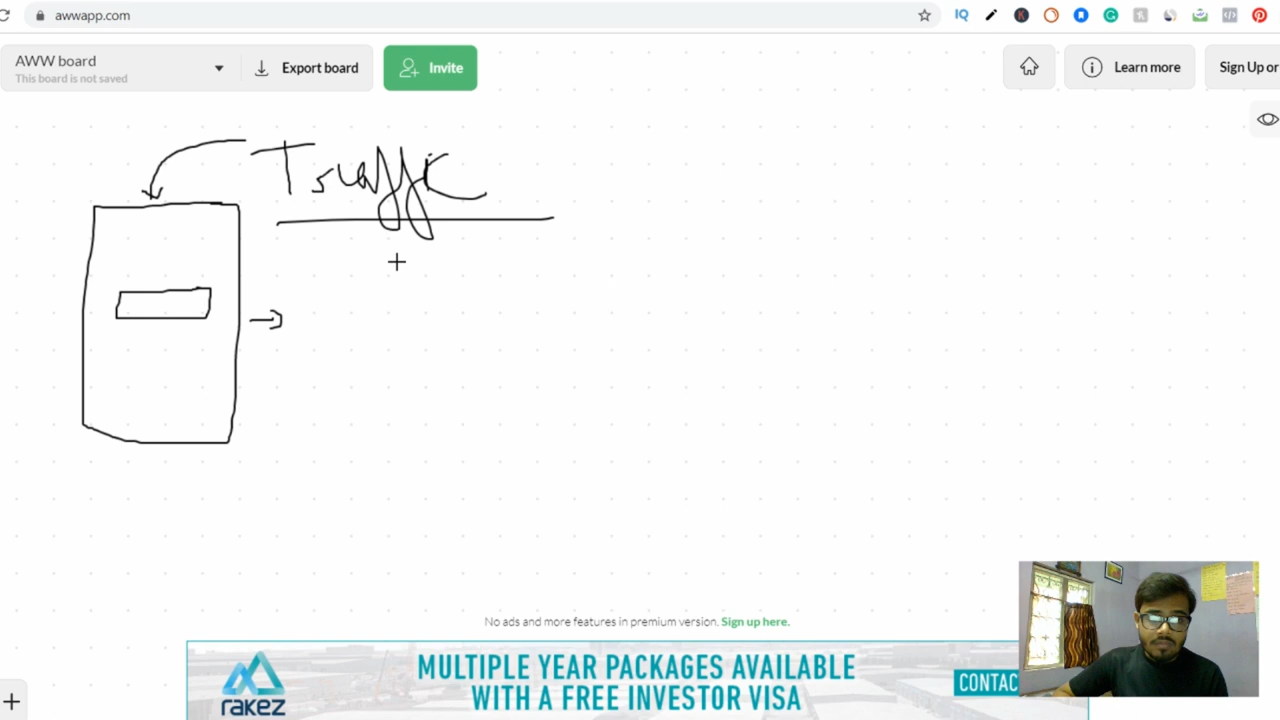 awwapp.com
AWW board
This board is not saved
Export board
Invite
Learn more
Sign Up or
Traffic
No ads and more features in premium version. Sign up here.
MULTIPLE YEAR PACKAGES AVAILABLE
WITH A FREE INVESTOR VISA
rakez
CONTAC